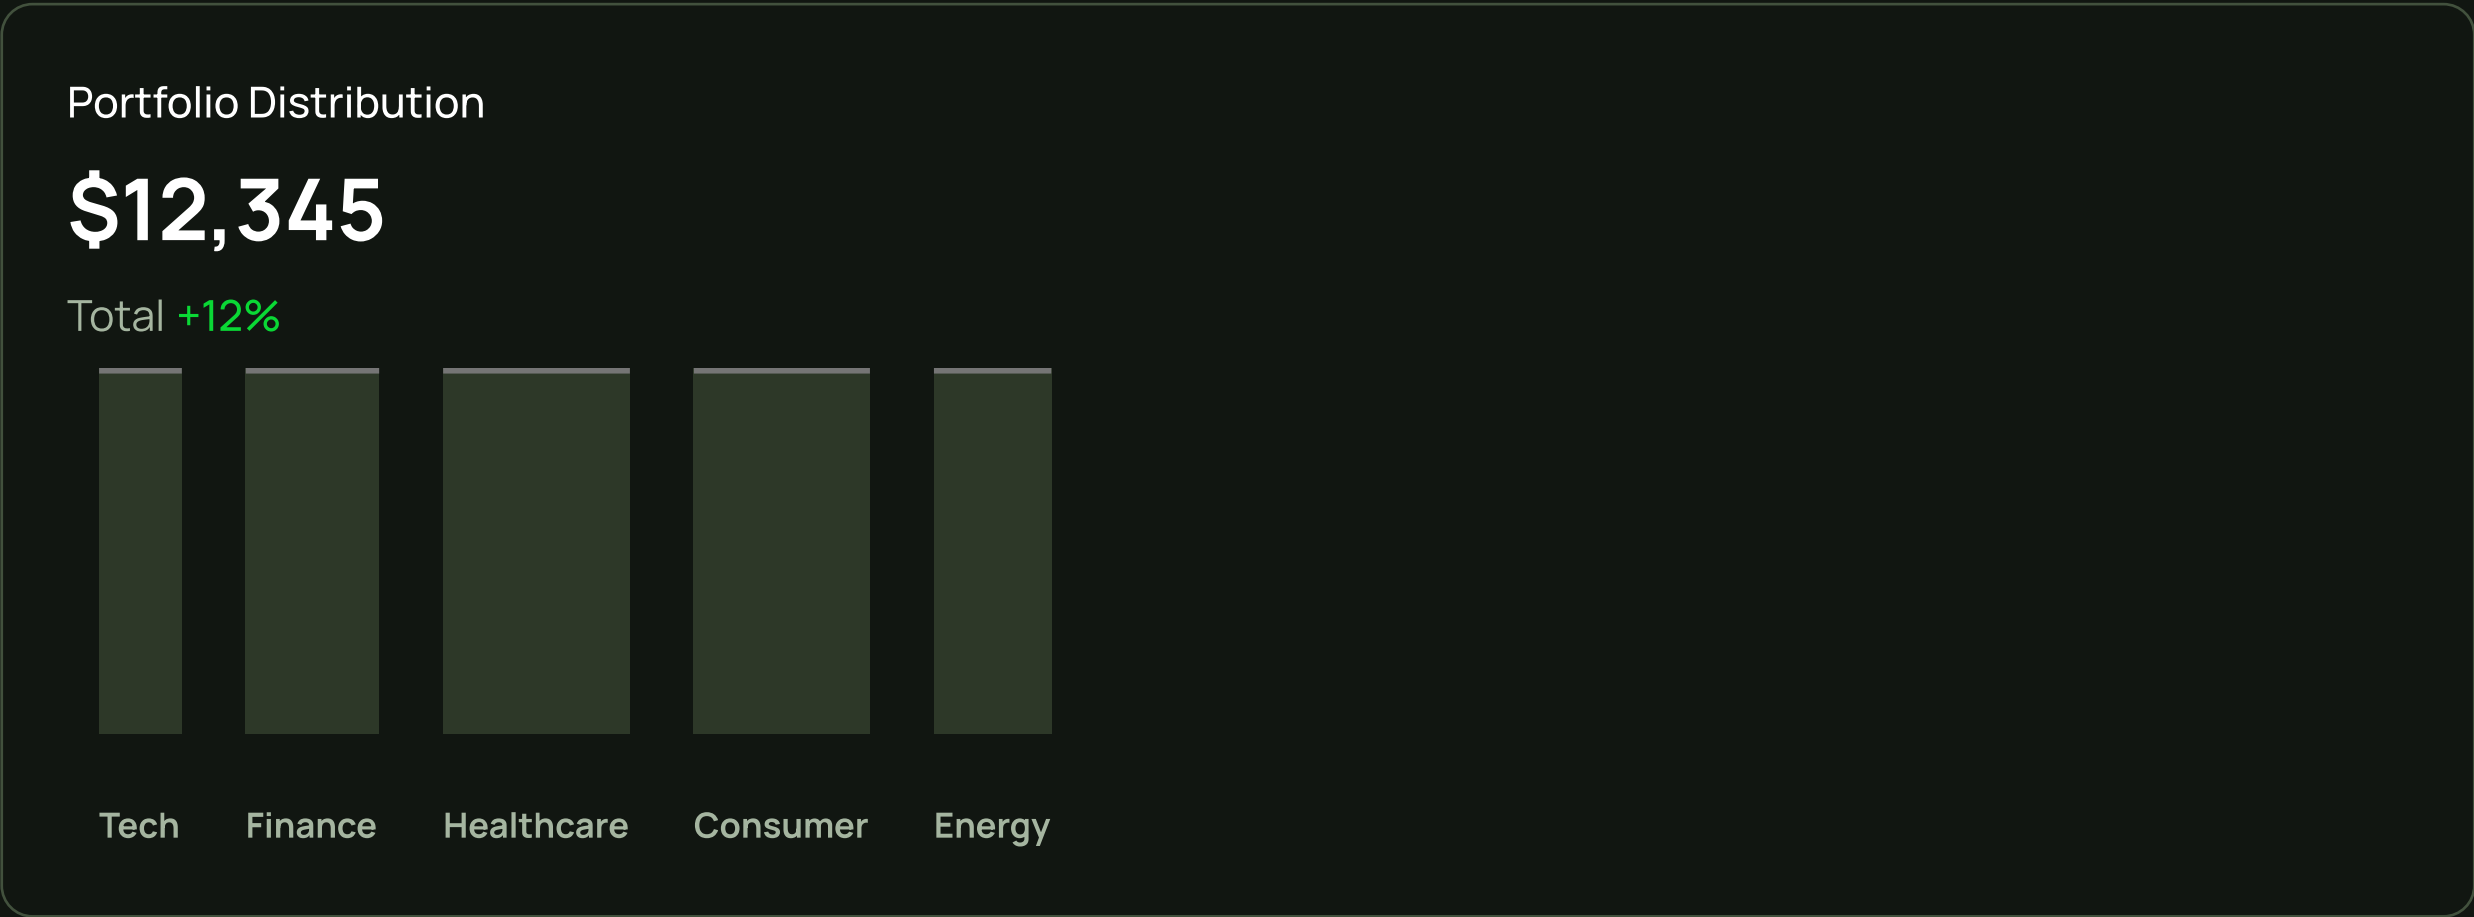 Portfolio Distribution
$12,345
Total +12%
Tech Finance Healthcare Consumer Energy